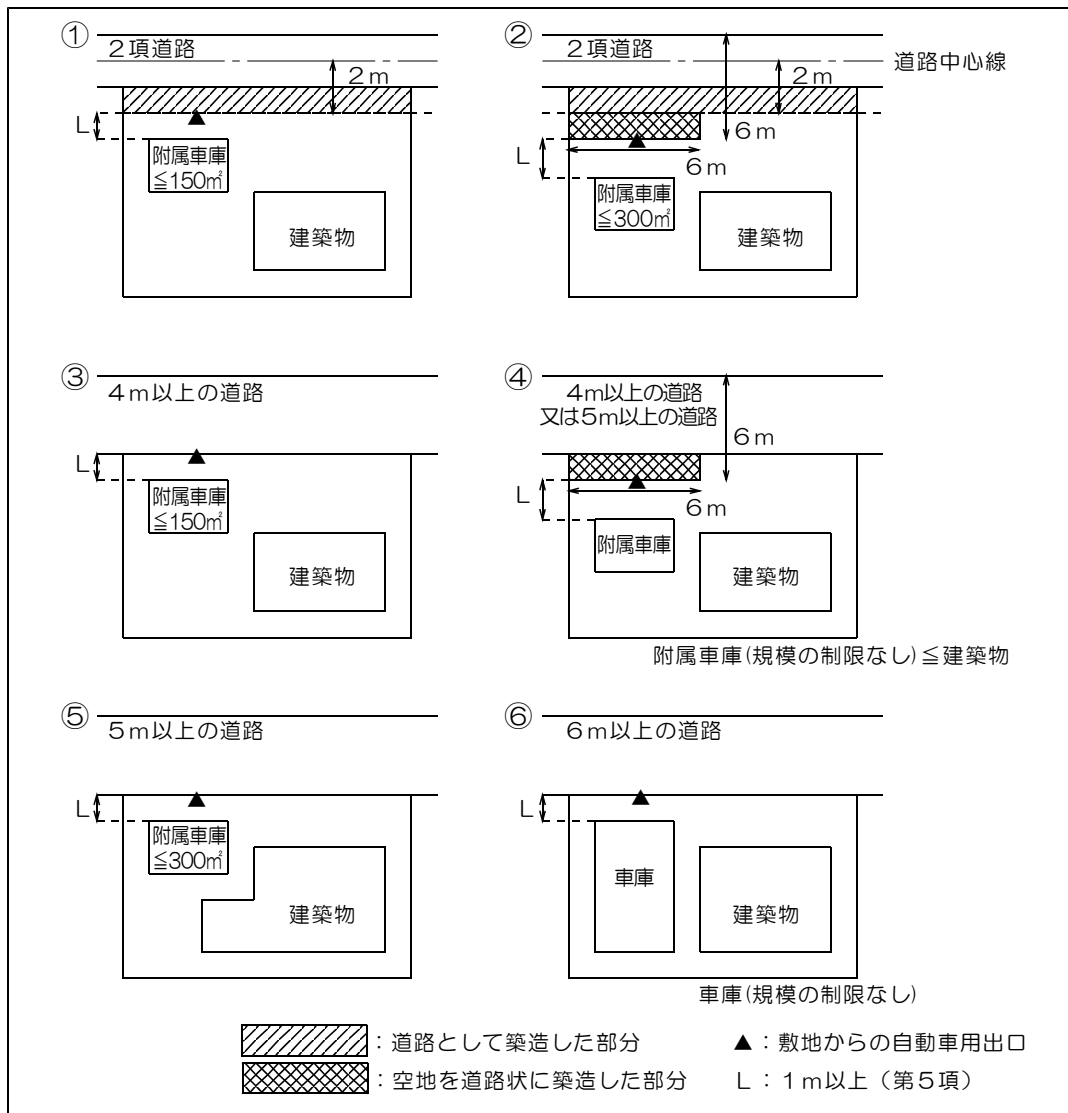 ①
2項道路
2m
L
附属車庫
≦150㎡
建築物
②
2項道路
道路中心線
2m
6m
6m
L
附属車庫
≦300㎡
建築物
③
4m以上の道路
L
附属車庫
≦150㎡
建築物
④
4m以上の道路
又は5m以上の道路
6m
6m
L
附属車庫
建築物
附属車庫(規模の制限なし)≦建築物
⑤
5m以上の道路
L
附属車庫
≦300㎡
建築物
⑥
6m以上の道路
L
車庫
建築物
車庫(規模の制限なし)
:道路として築造した部分
▲:敷地からの自動車用出口
:空地を道路状に築造した部分
L:1m以上(第5項)